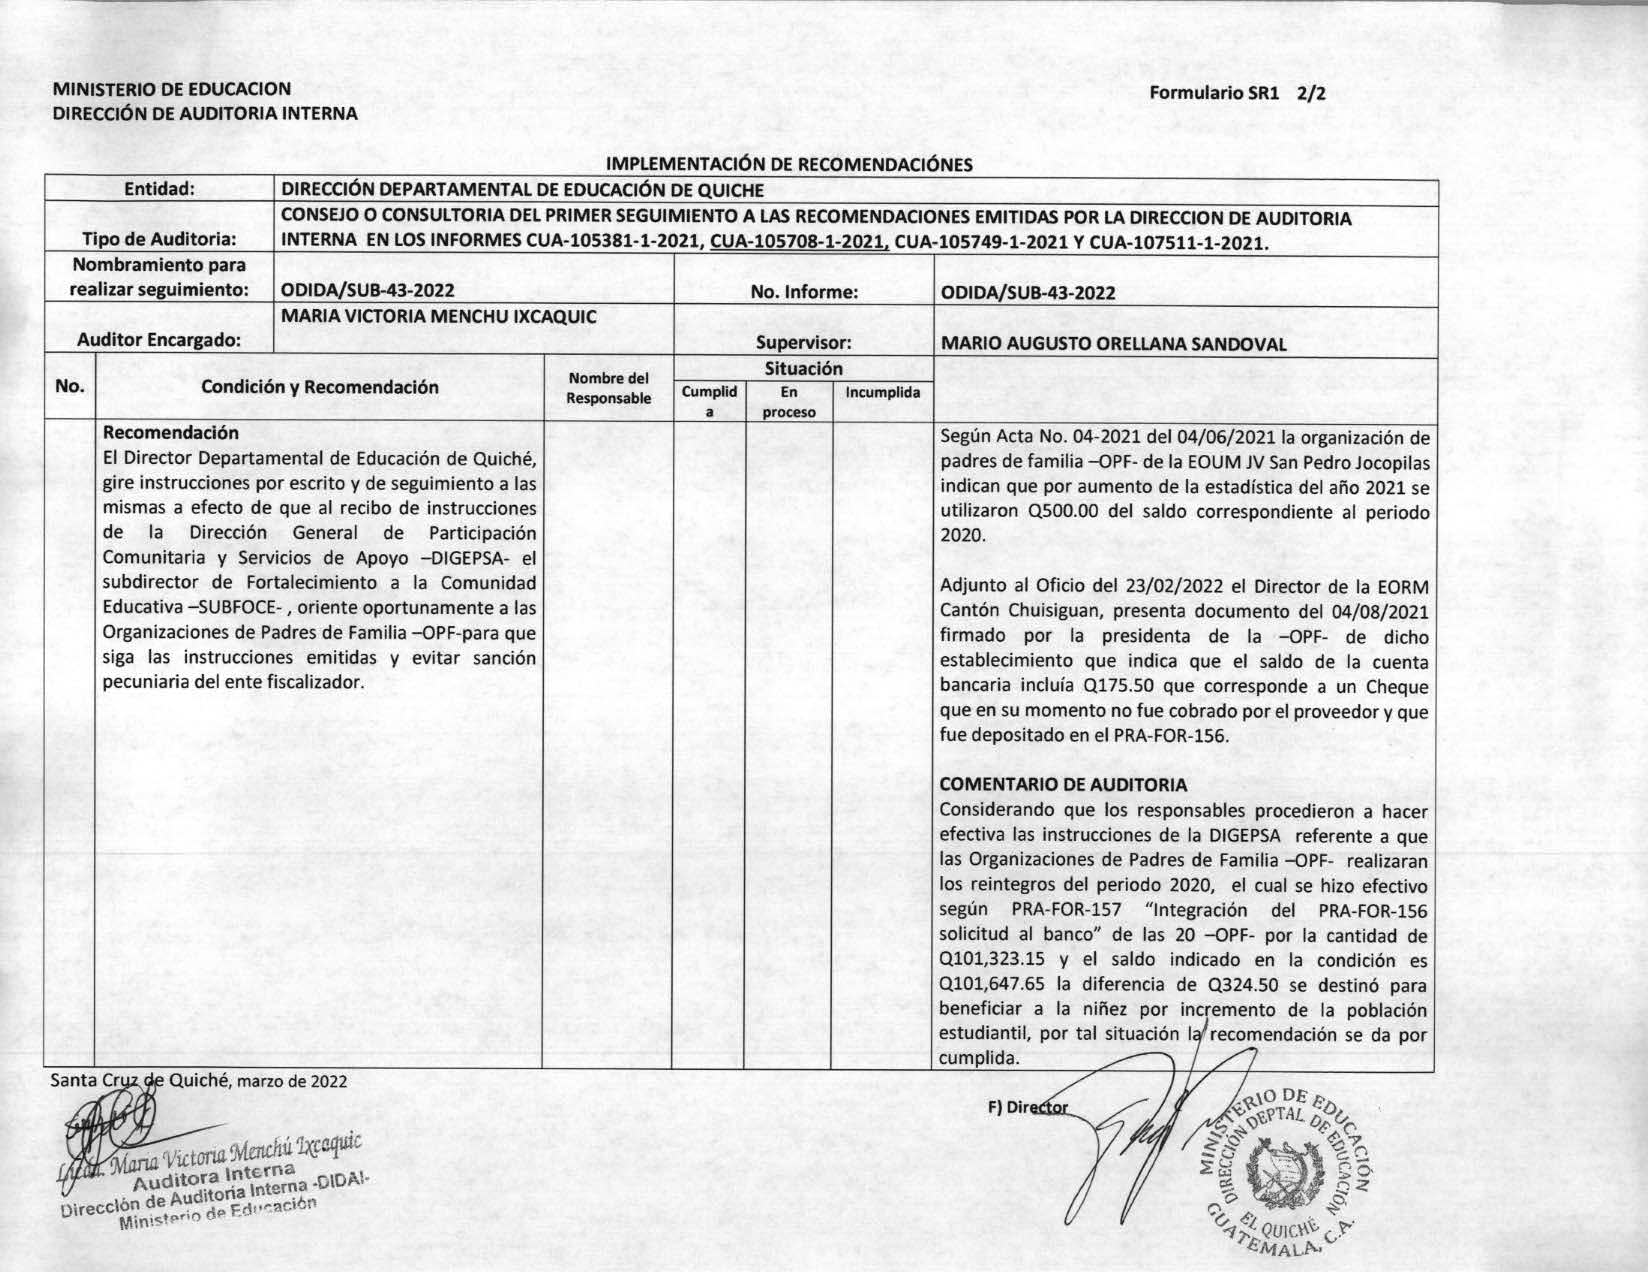 MINISTERIO DE EDUCACION
DIRECCIÓN DE AUDITORIA INTERNA
Formulario SR1 2/2
IMPLEMENTACIÓN DE RECOMENDACIÓNES
Entidad:
DIRECCIÓN DEPARTAMENTAL DE EDUCACIÓN DE QUICHE
Tipo de Auditoria:
CONSEJO O CONSULTORIA DEL PRIMER SEGUIMIENTO A LAS RECOMENDACIONES EMITIDAS POR LA DIRECCION DE AUDITORIA
INTERNA EN LOS INFORMES CUA-105381-1-2021, CUA-105708-1-2021, CUA-105749-1-2021 Y CUA-107511-1-2021.
Nombramiento para
realizar seguimiento:
ODIDA/SUB-43-2022
No. Informe:
ODIDA/SUB-43-2022
Auditor Encargado:
MARIA VICTORIA MENCHU IXCAQUIC
Supervisor:
MARIO AUGUSTO ORELLANA SANDOVAL
No.
Condición y Recomendación
Nombre del
Responsable
Situación
Cumplid
a
En
proceso
Incumplida
Recomendación
El Director Departamental de Educación de Quiché,
gire instrucciones por escrito y de seguimiento a las
mismas a efecto de que al recibo de instrucciones
de la Dirección General de Participación
Comunitaria y Servicios de Apoyo –DIGEPSA- el
subdirector de Fortalecimiento a la Comunidad
Educativa –SUBFOCE- , oriente oportunamente a las
Organizaciones de Padres de Familia –OPF-para que
siga las instrucciones emitidas y evitar sanción
pecuniaria del ente fiscalizador.
Según Acta No. 04-2021 del 04/06/2021 la organización de
padres de familia –OPF- de la EOUM JV San Pedro Jocopilas
indican que por aumento de la estadística del año 2021 se
utilizaron Q500.00 del saldo correspondiente al periodo
2020.
Adjunto al Oficio del 23/02/2022 el Director de la EORM
Cantón Chuisiguan, presenta documento del 04/08/2021
firmado por la presidenta de la –OPF- de dicho
establecimiento que indica que el saldo de la cuenta
bancaria incluía Q175.50 que corresponde a un Cheque
que en su momento no fue cobrado por el proveedor y que
fue depositado en el PRA-FOR-156.
COMENTARIO DE AUDITORIA
Considerando que los responsables procedieron a hacer
efectiva las instrucciones de la DIGEPSA referente a que
las Organizaciones de Padres de Familia –OPF- realizaran
los reintegros del periodo 2020, el cual se hizo efectivo
según PRA-FOR-157 “Integración del PRA-FOR-156
solicitud al banco” de las 20 –OPF- por la cantidad de
Q101,323.15 y el saldo indicado en la condición es
Q101,647.65 la diferencia de Q324.50 se destinó para
beneficiar a la niñez por incremento de la población
estudiantil, por tal situación la recomendación se da por
cumplida.
Santa Cruz de Quiché, marzo de 2022
Licda. Maria Victoria Menchú Ixcaquic
Auditora Interna
Dirección de Auditoría Interna -DIDAI-
Ministerio de Educación
F) Director
MINISTERIO DE EDUCACIÓN
DIRECCIÓN DEPTAL DE EDUCACIÓN
EL QUICHÉ
GUATEMALA, C.A.